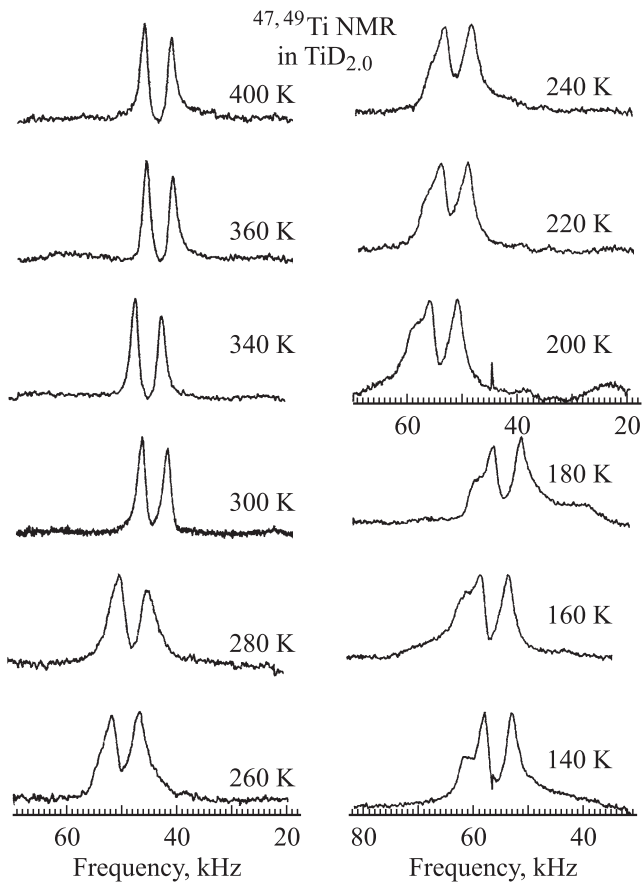 47, 49Ti NMR
in TiD2.0
400 K
360 K
340 K
300 K
280 K
260 K
60 40 20
Frequency, kHz
240 K
220 K
200 K
60 40 20
180 K
160 K
140 K
80 60 40
Frequency, kHz